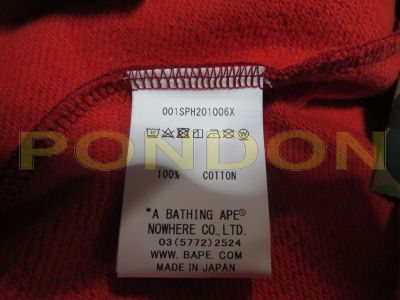 001SPH201006X
PONDON
100% COTTON
"A BATHING APE®
NOWHERE CO., LTD.
03(5772)2524
WWW. BAPE. COM
MADE IN JAPAN